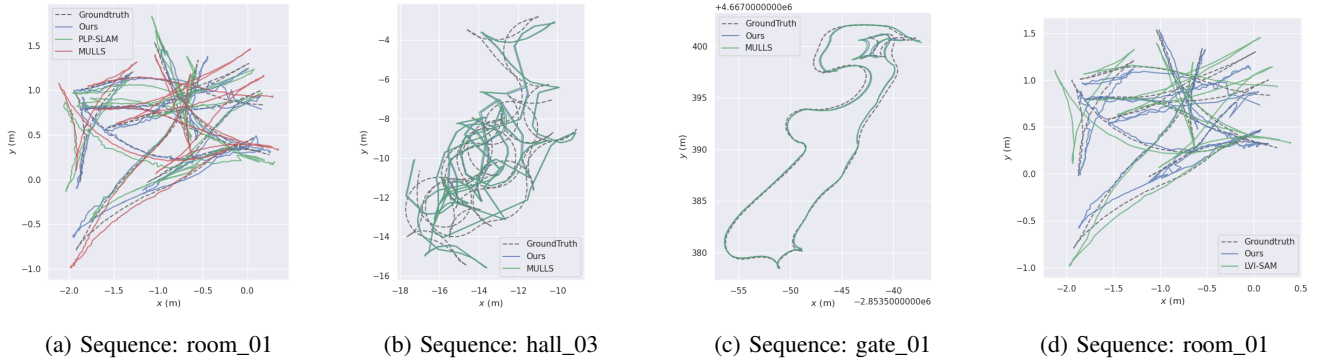 Groundtruth
Ours
PLP-SLAM
MULLS
1.5
1.0
0.5
0.0
−0.5
−1.0
y (m)
−2.0 −1.5 −1.0 −0.5 0.0
x (m)
(a) Sequence: room_01
−4
−6
−8
−10
−12
−14
−16
y (m)
GroundTruth
Ours
MULLS
−18 −16 −14 −12 −10
x (m)
(b) Sequence: hall_03
+4.6670000000e6
GroundTruth
Ours
MULLS
400
395
390
385
380
y (m)
−55 −50 −45 −40
x (m)
−2.8535000000e6
(c) Sequence: gate_01
1.5
1.0
0.5
0.0
−0.5
−1.0
y (m)
Groundtruth
Ours
LVI-SAM
−2.0 −1.5 −1.0 −0.5 0.0 0.5
x (m)
(d) Sequence: room_01